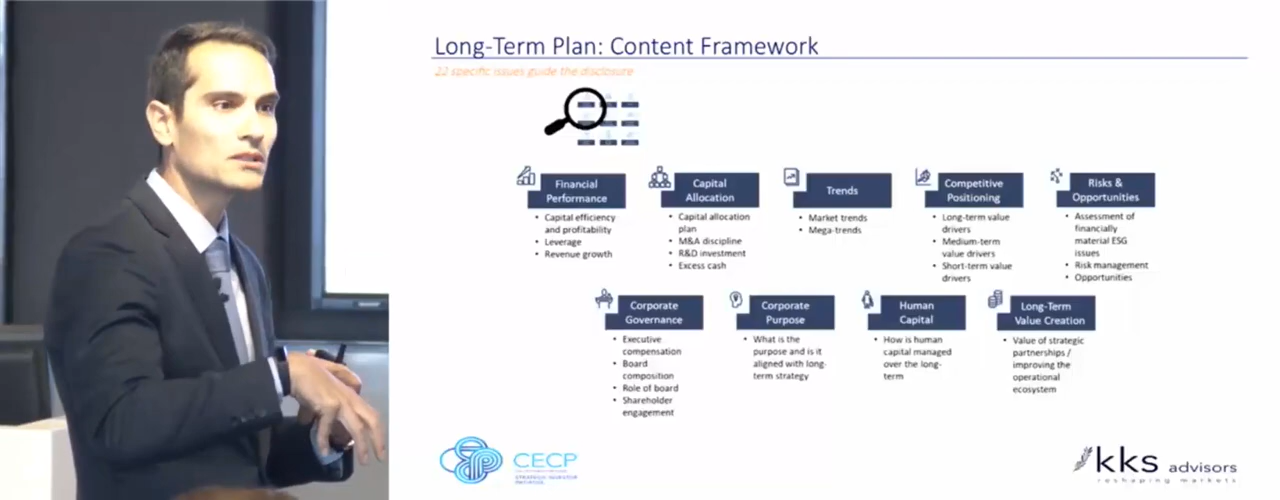 Long-Term Plan: Content Framework
22 specific issues guide the disclosure
Financial
Performance
• Capital efficiency
and profitability
• Leverage
• Revenue growth
Capital
Allocation
• Capital allocation
plan
• M&A discipline
• R&D investment
• Excess cash
Trends
• Market trends
• Mega-trends
Competitive
Positioning
• Long-term value
drivers
• Medium-term
value drivers
• Short-term value
drivers
Risks &
Opportunities
• Assessment of
financially
material ESG
issues
• Risk management
• Opportunities
Corporate
Governance
• Executive
compensation
• Board
composition
• Role of board
• Shareholder
engagement
Corporate
Purpose
• What is the
purpose and is it
aligned with long-
term strategy
Human
Capital
• How is human
capital managed
over the long-
term
Long-Term
Value Creation
• Value of strategic
partnerships /
improving the
operational
ecosystem
CECP
STRATEGIC INVESTOR
INITIATIVE
kks advisors
reshaping markets